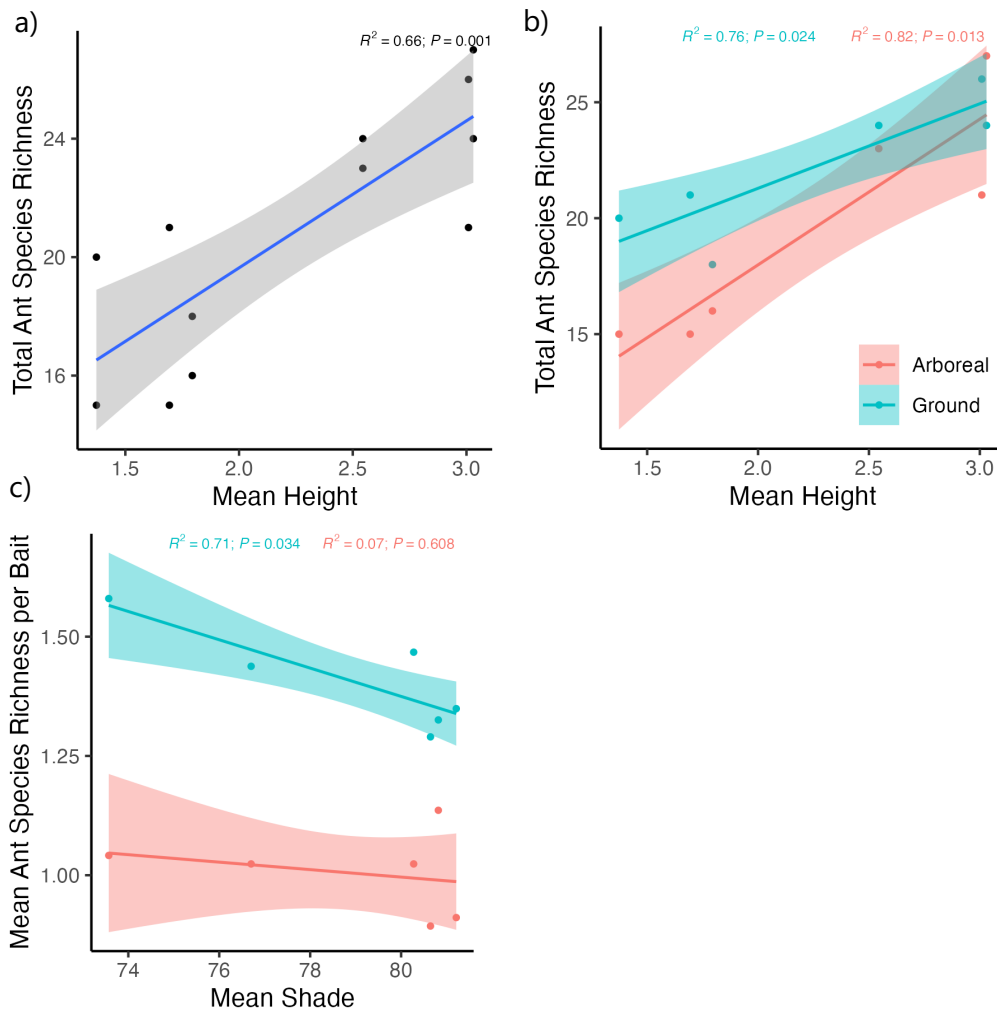 a)
R² = 0.66; P = 0.001
Total Ant Species Richness
24
20
16
1.5 2.0 2.5 3.0
Mean Height
b)
R² = 0.76; P = 0.024 R² = 0.82; P = 0.013
Total Ant Species Richness
25
20
15
Arboreal
Ground
1.5 2.0 2.5 3.0
Mean Height
c)
R² = 0.71; P = 0.034 R² = 0.07; P = 0.608
Mean Ant Species Richness per Bait
1.50
1.25
1.00
74 76 78 80
Mean Shade